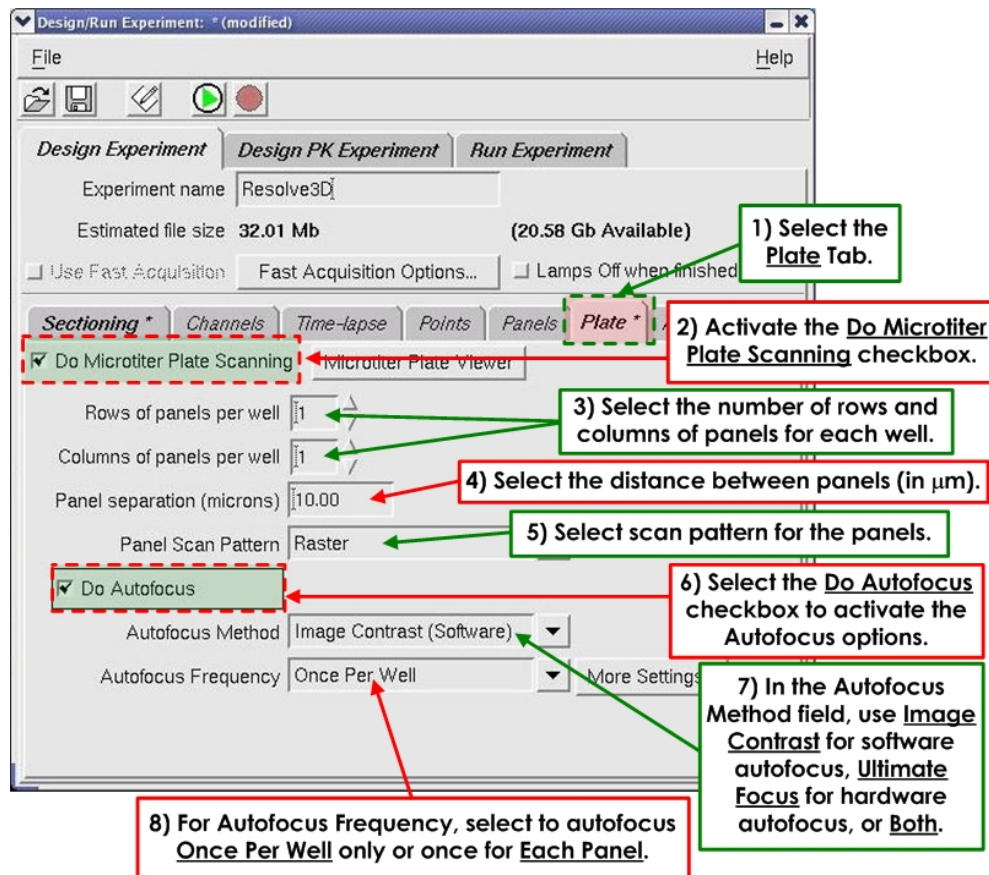 Design/Run Experiment: * (modified)
File Help
Design Experiment Design PK Experiment Run Experiment
Experiment name Resolve3D
Estimated file size 32.01 Mb (20.58 Gb Available)
Use Fast Acquisition Fast Acquisition Options... Lamps Off when finished
1) Select the
Plate Tab.
Sectioning * Channels Time-lapse Points Panels Plate *
Do Microtiter Plate Scanning Microtiter Plate Viewer
2) Activate the Do Microtiter
Plate Scanning checkbox.
Rows of panels per well 1
Columns of panels per well 1
3) Select the number of rows and
columns of panels for each well.
Panel separation (microns) 10.00
4) Select the distance between panels (in μm).
Panel Scan Pattern Raster
5) Select scan pattern for the panels.
Do Autofocus
6) Select the Do Autofocus
checkbox to activate the
Autofocus options.
Autofocus Method Image Contrast (Software)
Autofocus Frequency Once Per Well More Settings
7) In the Autofocus
Method field, use Image
Contrast for software
autofocus, Ultimate
Focus for hardware
autofocus, or Both.
8) For Autofocus Frequency, select to autofocus
Once Per Well only or once for Each Panel.